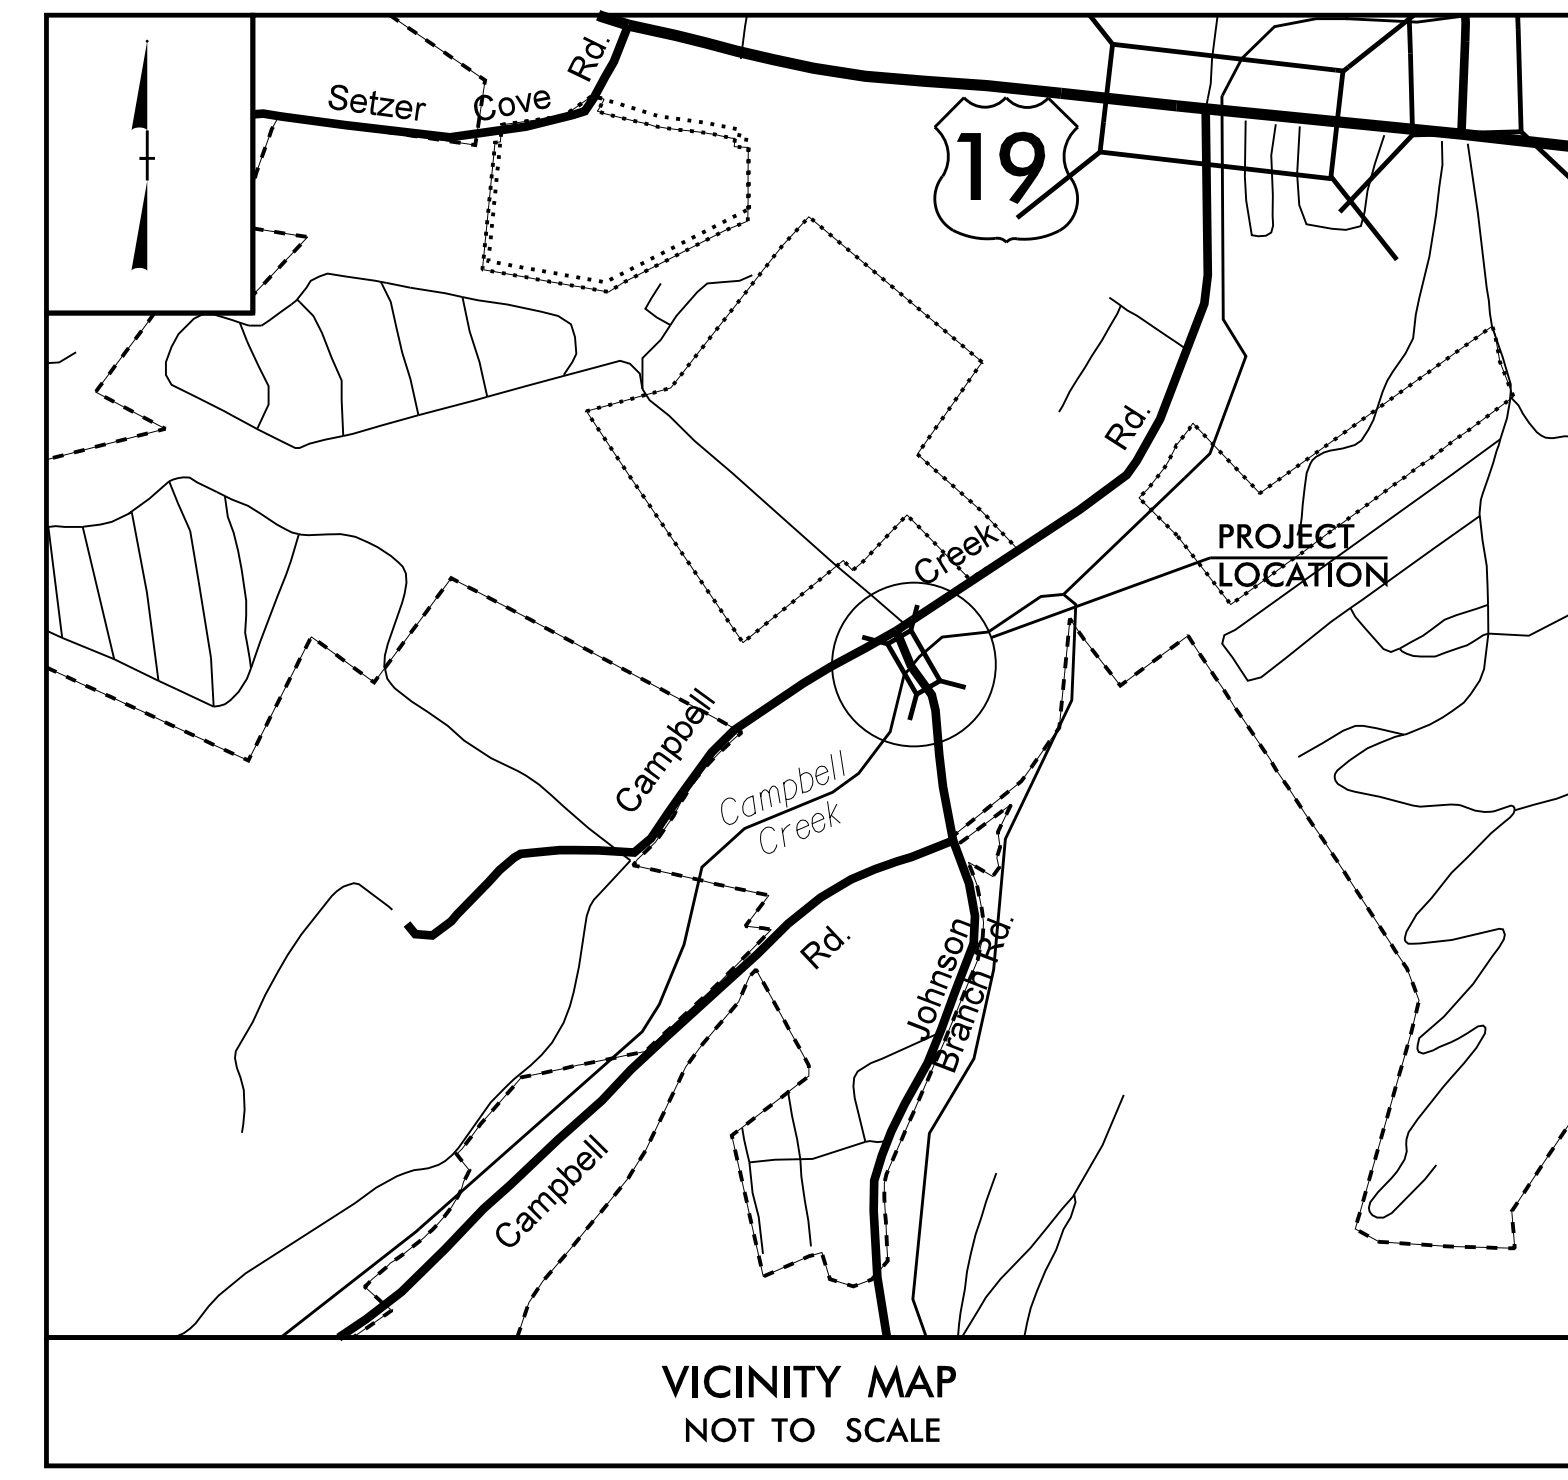 Setzer Cove Rd.
19
Campbell Creek Rd.
PROJECT
LOCATION
Campbell
Creek
Campbell Rd.
Johnson
Branch Rd.
VICINITY MAP
NOT TO SCALE